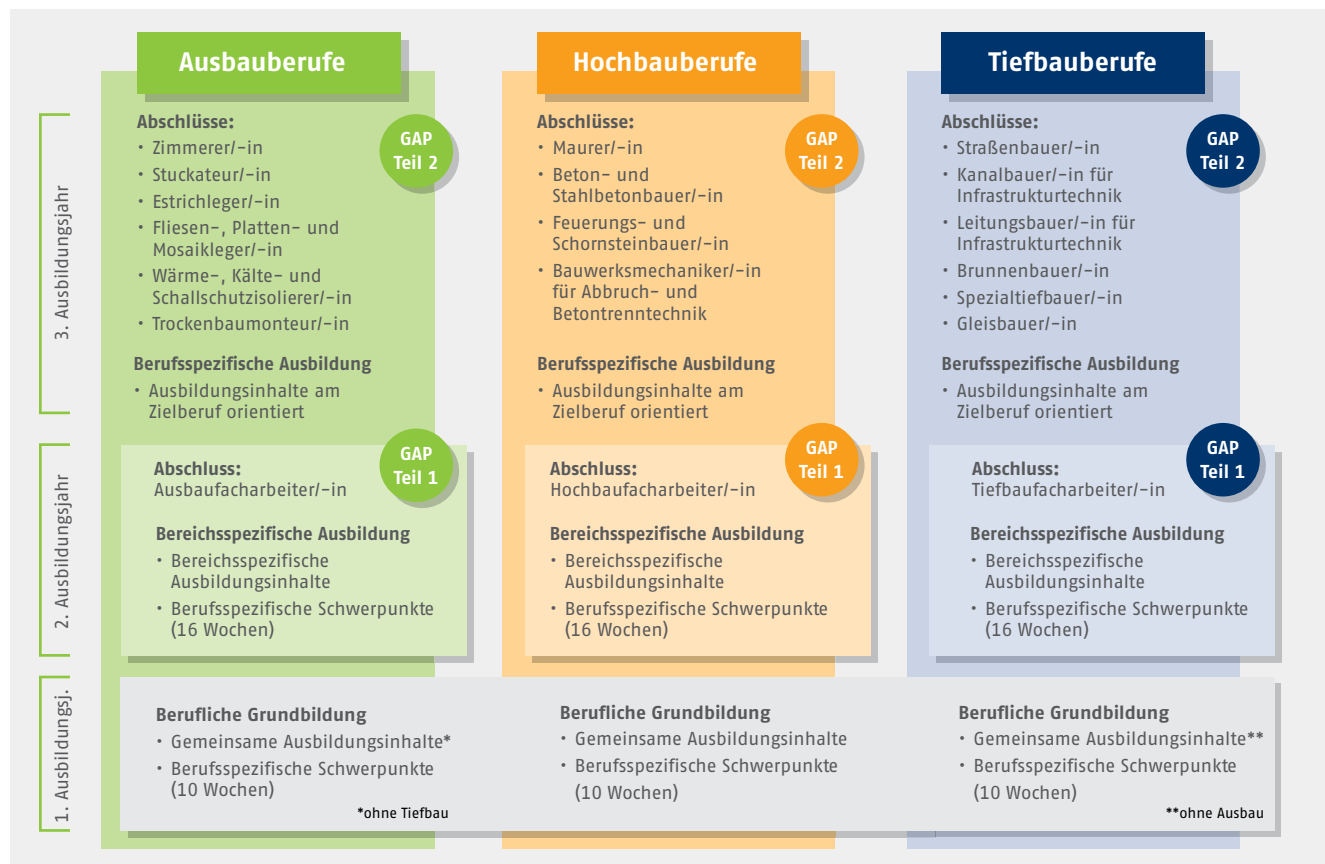 Ausbauberufe
Abschlüsse:
GAP
Teil 2
• Zimmerer/-in
• Stuckateur/-in
• Estrichleger/-in
• Fliesen-, Platten- und
Mosaikleger/-in
• Wärme-, Kälte- und
Schallschutzisolierer/-in
• Trockenbaumonteur/-in
Berufsspezifische Ausbildung
• Ausbildungsinhalte am
Zielberuf orientiert
Hochbauberufe
Abschlüsse:
GAP
Teil 2
• Maurer/-in
• Beton- und
Stahlbetonbauer/-in
• Feuerungs- und
Schornsteinbauer/-in
• Bauwerksmechaniker/-in
für Abbruch- und
Betontrenntechnik
Berufsspezifische Ausbildung
• Ausbildungsinhalte am
Zielberuf orientiert
Tiefbauberufe
Abschlüsse:
GAP
Teil 2
• Straßenbauer/-in
• Kanalbauer/-in für
Infrastrukturtechnik
• Leitungsbauer/-in für
Infrastrukturtechnik
• Brunnenbauer/-in
• Spezialtiefbauer/-in
• Gleisbauer/-in
Berufsspezifische Ausbildung
• Ausbildungsinhalte am
Zielberuf orientiert
3. Ausbildungsjahr
GAP
Teil 1
Abschluss:
Ausbaufacharbeiter/-in
Bereichsspezifische Ausbildung
• Bereichsspezifische
Ausbildungsinhalte
• Berufsspezifische Schwerpunkte
(16 Wochen)
GAP
Teil 1
Abschluss:
Hochbaufacharbeiter/-in
Bereichsspezifische Ausbildung
• Bereichsspezifische
Ausbildungsinhalte
• Berufsspezifische Schwerpunkte
(16 Wochen)
GAP
Teil 1
Abschluss:
Tiefbaufacharbeiter/-in
Bereichsspezifische Ausbildung
• Bereichsspezifische
Ausbildungsinhalte
• Berufsspezifische Schwerpunkte
(16 Wochen)
2. Ausbildungsjahr
Berufliche Grundbildung
• Gemeinsame Ausbildungsinhalte*
• Berufsspezifische Schwerpunkte
(10 Wochen)
*ohne Tiefbau
Berufliche Grundbildung
• Gemeinsame Ausbildungsinhalte
• Berufsspezifische Schwerpunkte
(10 Wochen)
Berufliche Grundbildung
• Gemeinsame Ausbildungsinhalte**
• Berufsspezifische Schwerpunkte
(10 Wochen)
**ohne Ausbau
1. Ausbildungsj.